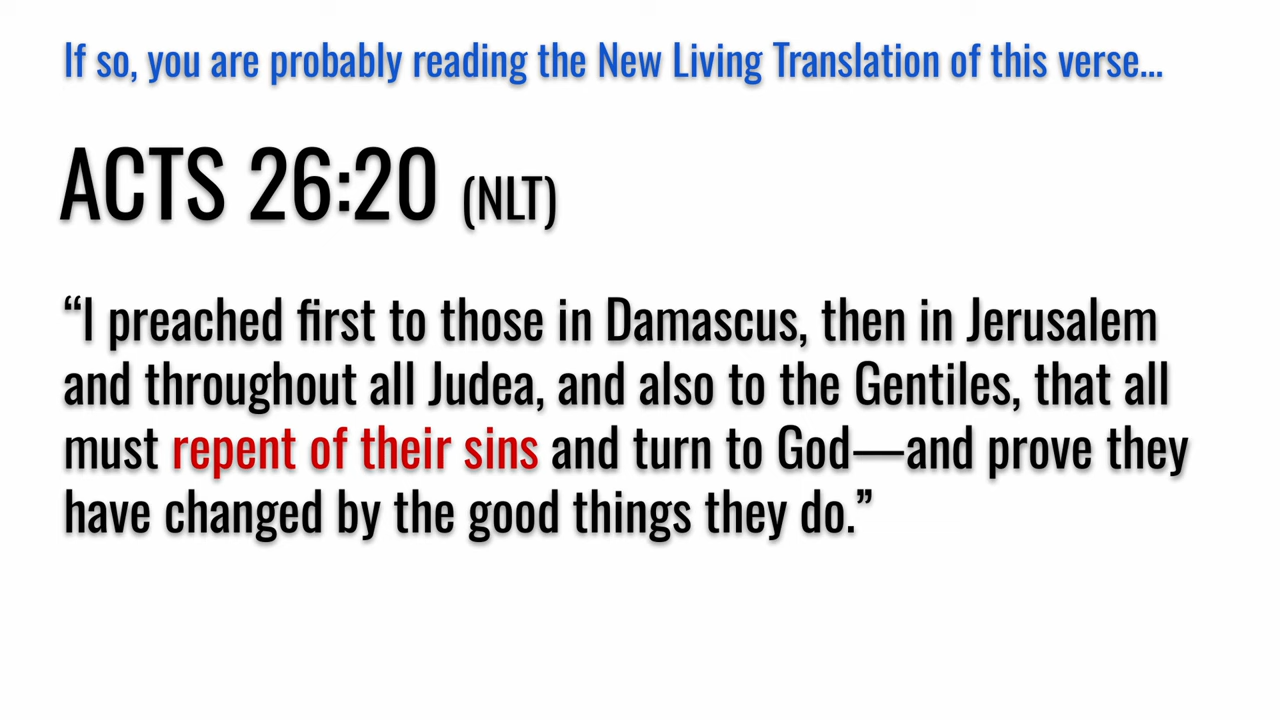 If so, you are probably reading the New Living Translation of this verse...
ACTS 26:20 (NLT)
“I preached first to those in Damascus, then in Jerusalem
and throughout all Judea, and also to the Gentiles, that all
must repent of their sins and turn to God—and prove they
have changed by the good things they do.”